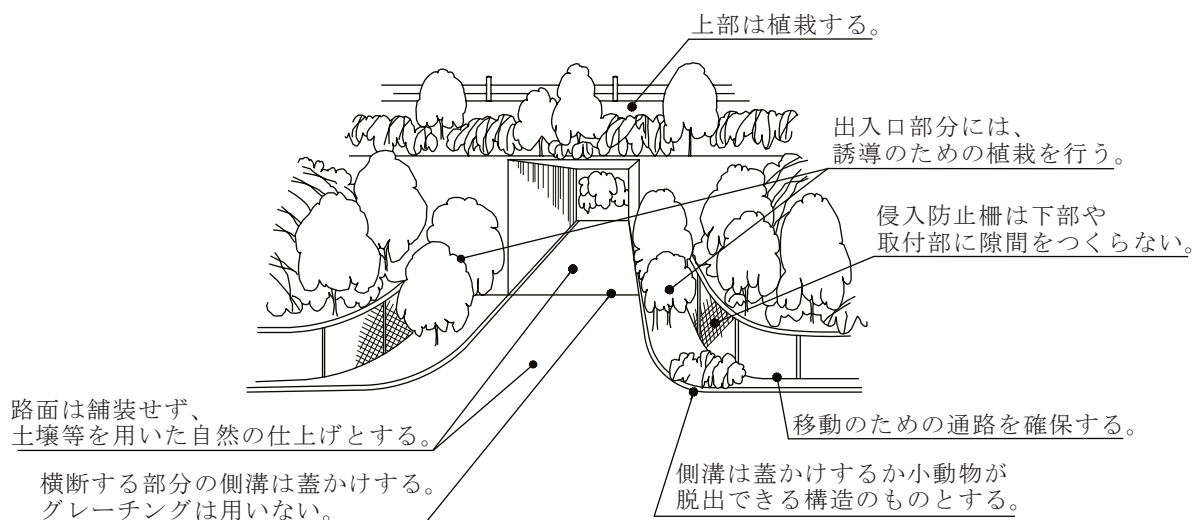 上部は植栽する。
出入口部分には、
誘導のための植栽を行う。
侵入防止柵は下部や
取付部に隙間をつくらない。
路面は舗装せず、
土壌等を用いた自然の仕上げとする。
移動のための通路を確保する。
横断する部分の側溝は蓋かけする。
グレーチングは用いない。
側溝は蓋かけするか小動物が
脱出できる構造のものとする。